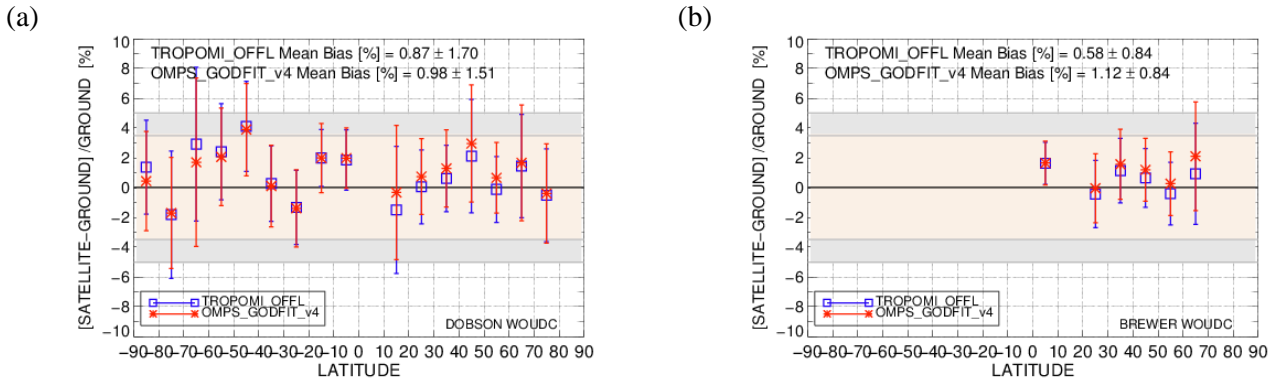 (a)
TROPOMI_OFFL Mean Bias [%] = 0.87 ± 1.70
OMPS_GODFIT_v4 Mean Bias [%] = 0.98 ± 1.51
[SATELLITE-GROUND] /GROUND [%]
10
8
6
4
2
0
-2
-4
-6
-8
-10
TROPOMI_OFFL
OMPS_GODFIT_v4
DOBSON WOUDC
-90-80-70-60-50-40-30-20-10 0 10 20 30 40 50 60 70 80 90
LATITUDE
(b)
TROPOMI_OFFL Mean Bias [%] = 0.58 ± 0.84
OMPS_GODFIT_v4 Mean Bias [%] = 1.12 ± 0.84
[SATELLITE-GROUND] /GROUND [%]
10
8
6
4
2
0
-2
-4
-6
-8
-10
TROPOMI_OFFL
OMPS_GODFIT_v4
BREWER WOUDC
-90-80-70-60-50-40-30-20-10 0 10 20 30 40 50 60 70 80 90
LATITUDE